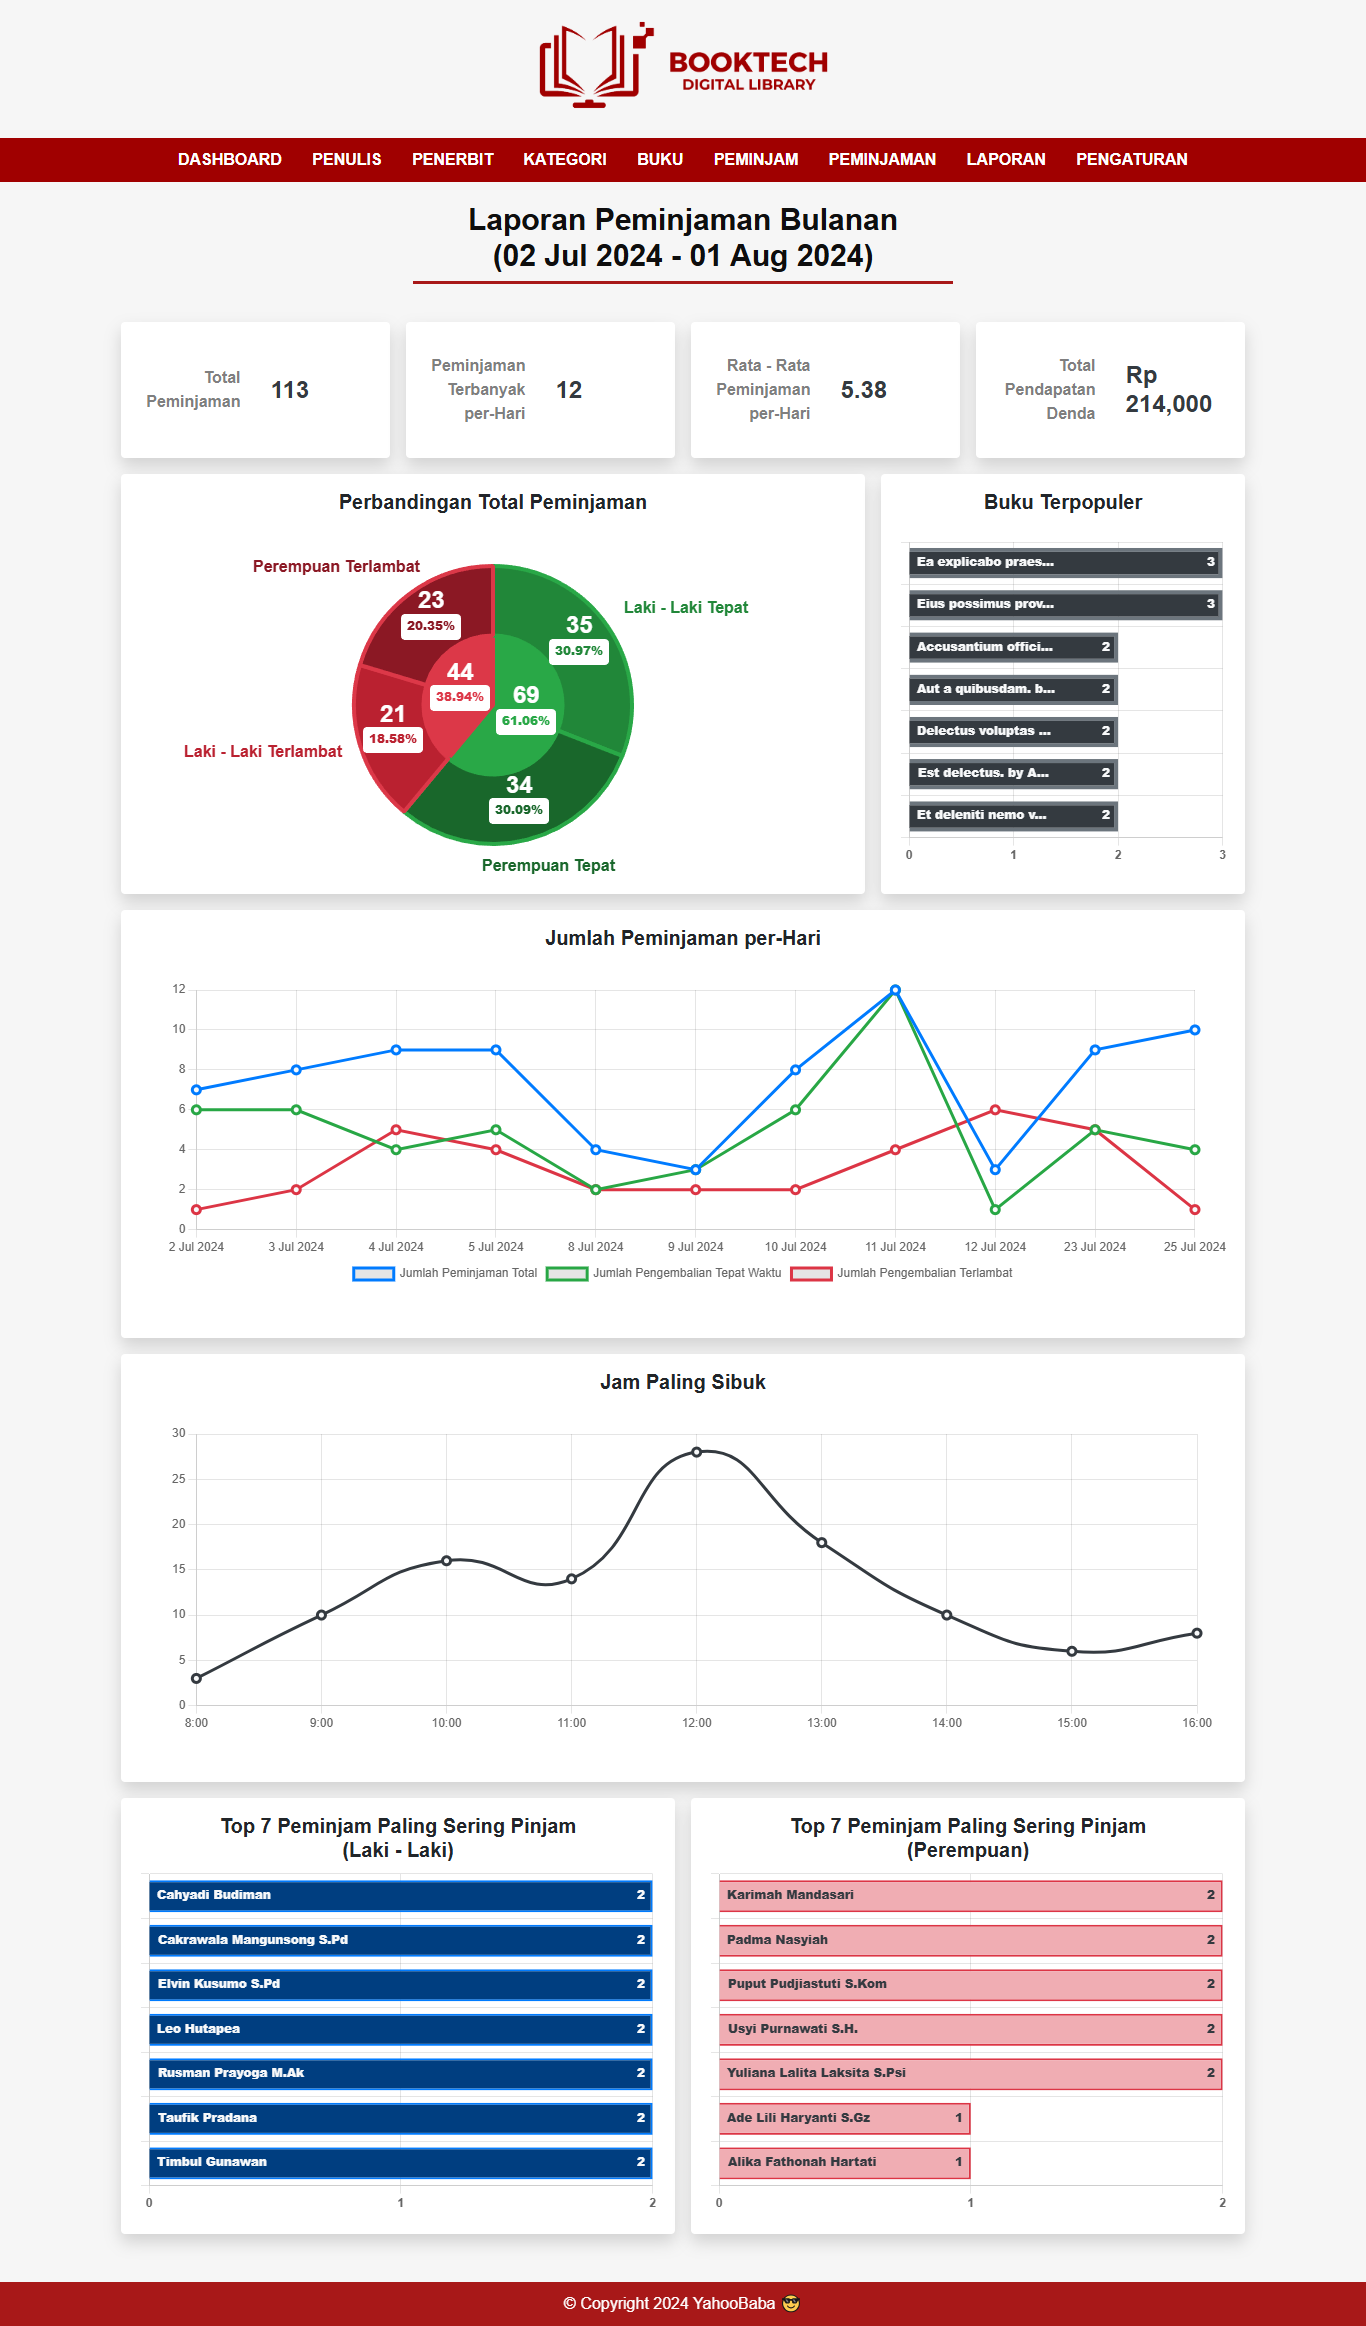 BOOKTECH
DIGITAL LIBRARY
DASHBOARD PENULIS PENERBIT KATEGORI BUKU PEMINJAM PEMINJAMAN LAPORAN PENGATURAN
Laporan Peminjaman Bulanan
(02 Jul 2024 - 01 Aug 2024)
Total
Peminjaman
113
Peminjaman
Terbanyak
per-Hari
12
Rata - Rata
Peminjaman
per-Hari
5.38
Total
Pendapatan
Denda
Rp
214,000
Perbandingan Total Peminjaman
Perempuan Terlambat
23
20.35%
Laki - Laki Tepat
35
30.97%
44
38.94%
69
61.06%
21
18.58%
Laki - Laki Terlambat
34
30.09%
Perempuan Tepat
Buku Terpopuler
Ea explicabo praes... 3
Eius possimus prov... 3
Accusantium offici... 2
Aut a quibusdam. b... 2
Delectus voluptas ... 2
Est delectus. by A... 2
Et deleniti nemo v... 2
0 1 2 3
Jumlah Peminjaman per-Hari
12
10
8
6
4
2
0
2 Jul 2024 3 Jul 2024 4 Jul 2024 5 Jul 2024 8 Jul 2024 9 Jul 2024 10 Jul 2024 11 Jul 2024 12 Jul 2024 23 Jul 2024 25 Jul 2024
Jumlah Peminjaman Total Jumlah Pengembalian Tepat Waktu Jumlah Pengembalian Terlambat
Jam Paling Sibuk
30
25
20
15
10
5
0
8:00 9:00 10:00 11:00 12:00 13:00 14:00 15:00 16:00
Top 7 Peminjam Paling Sering Pinjam
(Laki - Laki)
Cahyadi Budiman 2
Cakrawala Mangunsong S.Pd 2
Elvin Kusumo S.Pd 2
Leo Hutapea 2
Rusman Prayoga M.Ak 2
Taufik Pradana 2
Timbul Gunawan 2
0 1 2
Top 7 Peminjam Paling Sering Pinjam
(Perempuan)
Karimah Mandasari 2
Padma Nasyiah 2
Puput Pudjiastuti S.Kom 2
Usyi Purnawati S.H. 2
Yuliana Lalita Laksita S.Psi 2
Ade Lili Haryanti S.Gz 1
Alika Fathonah Hartati 1
0 1 2
© Copyright 2024 YahooBaba 😎